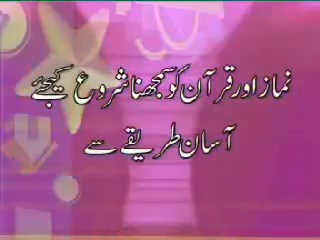 نماز اور قرآن کو سمجھنا شروع کیجئے
آسان طریقے سے